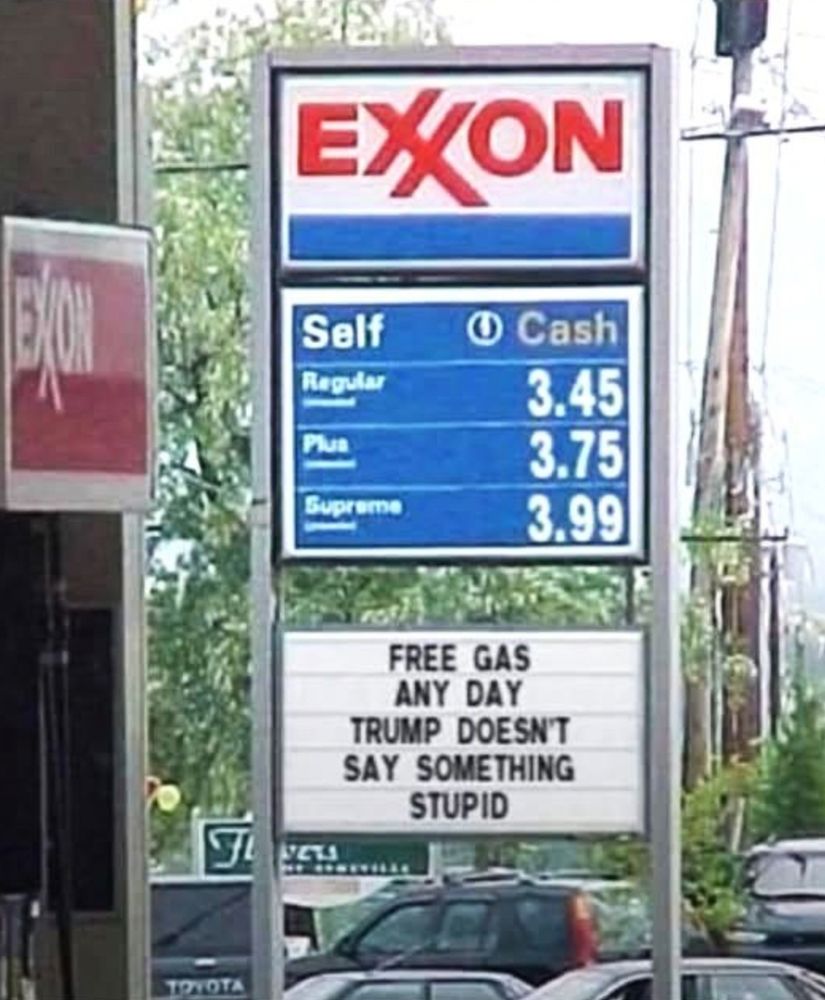 EXXON
EXXON
Self Cash
Regular 3.45
Plus 3.75
Supreme 3.99
FREE GAS
ANY DAY
TRUMP DOESN'T
SAY SOMETHING
STUPID
TOYOTA